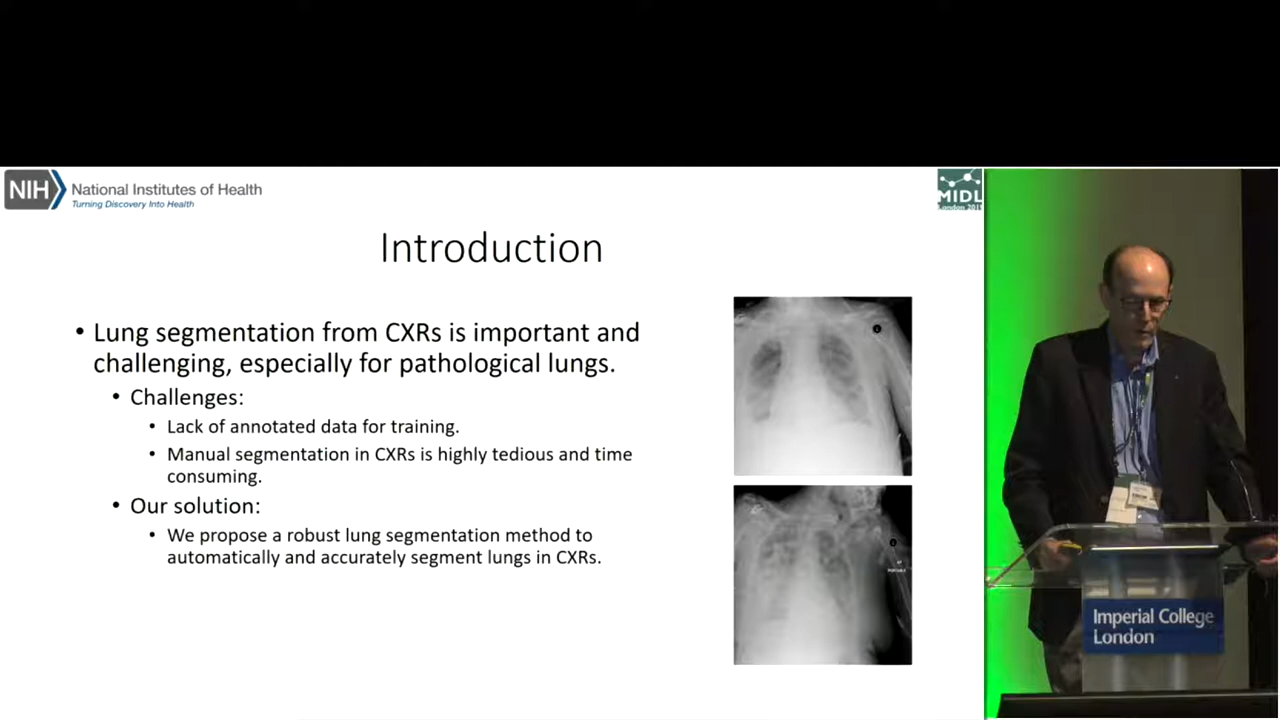 NIH
National Institutes of Health
Turning Discovery Into Health
MIDL
Introduction
• Lung segmentation from CXRs is important and
challenging, especially for pathological lungs.
• Challenges:
• Lack of annotated data for training.
• Manual segmentation in CXRs is highly tedious and time
consuming.
• Our solution:
• We propose a robust lung segmentation method to
automatically and accurately segment lungs in CXRs.
Imperial College
London